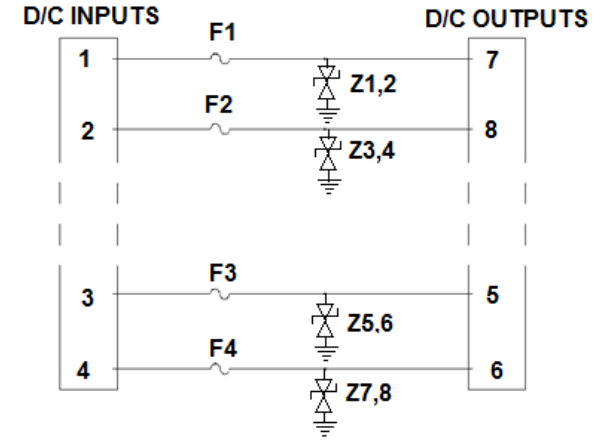 D/C INPUTS
D/C OUTPUTS
F1
1
7
Z1,2
F2
2
8
Z3,4
F3
3
5
Z5,6
F4
4
6
Z7,8